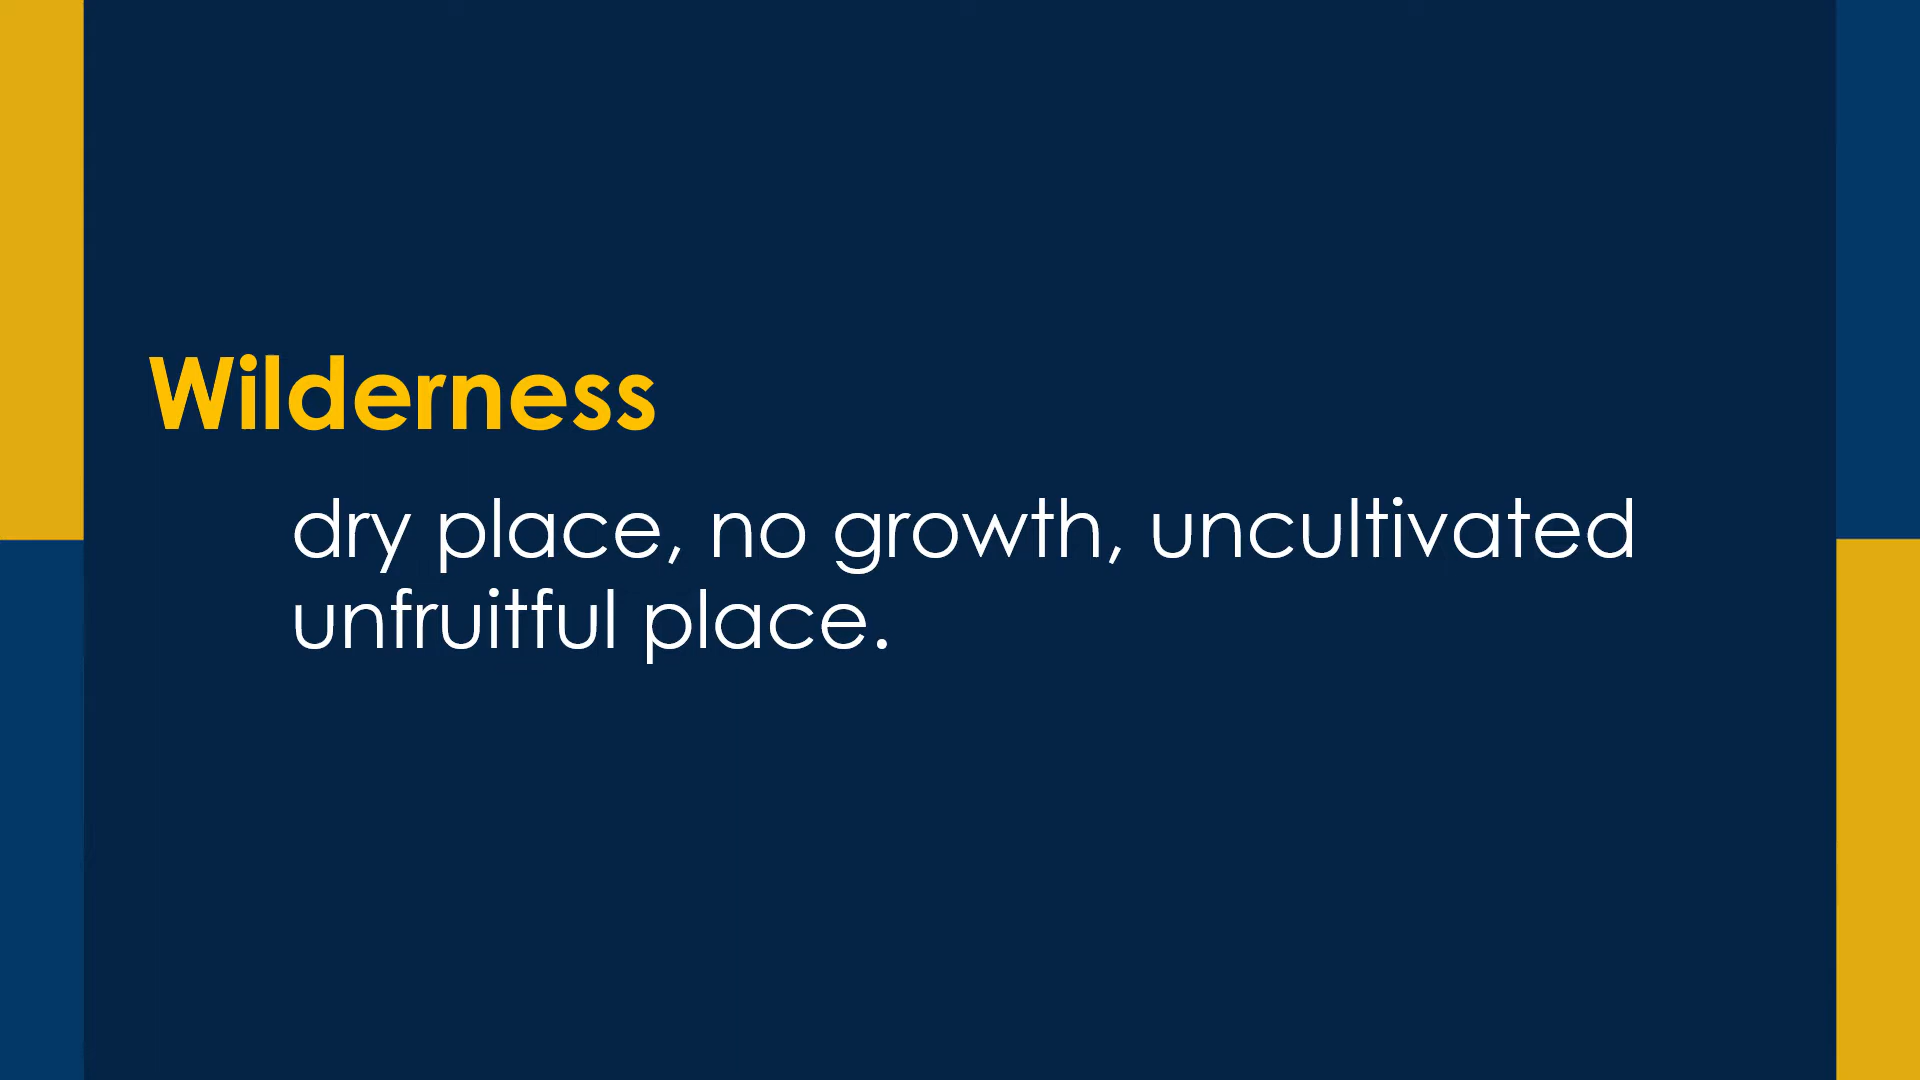 Wilderness
dry place, no growth, uncultivated
unfruitful place.